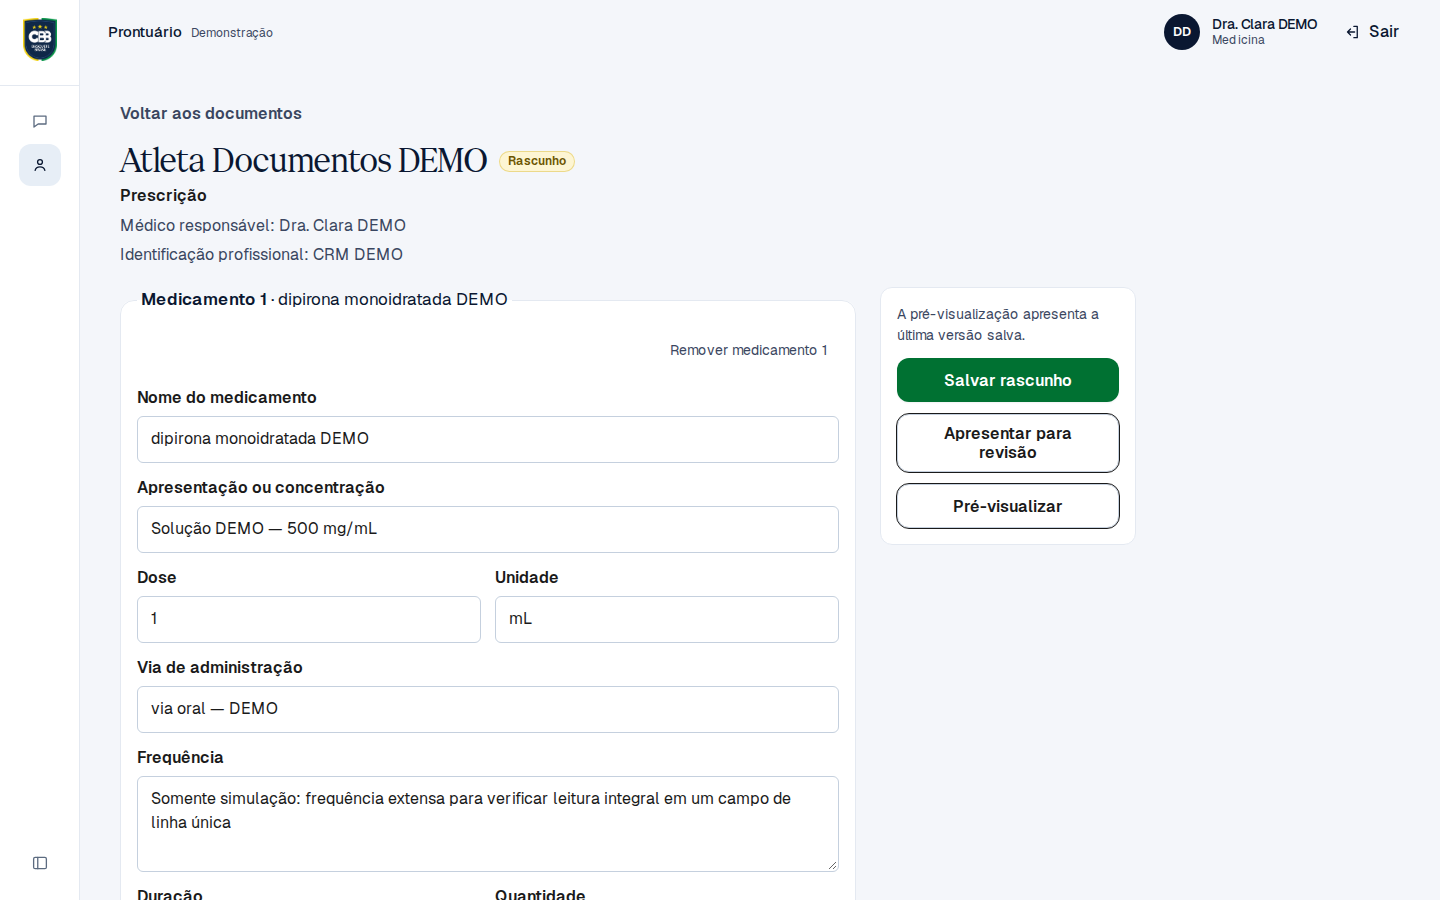 CBB
Prontuário Demonstração
DD
Dra. Clara DEMO
Medicina
Sair
Voltar aos documentos
Atleta Documentos DEMO
Rascunho
Prescrição
Médico responsável: Dra. Clara DEMO
Identificação profissional: CRM DEMO
Medicamento 1 · dipirona monoidratada DEMO
Remover medicamento 1
Nome do medicamento
dipirona monoidratada DEMO
Apresentação ou concentração
Solução DEMO — 500 mg/mL
Dose
1
Unidade
mL
Via de administração
via oral — DEMO
Frequência
Somente simulação: frequência extensa para verificar leitura integral em um campo de
linha única
Duração
Quantidade
A pré-visualização apresenta a
última versão salva.
Salvar rascunho
Apresentar para
revisão
Pré-visualizar